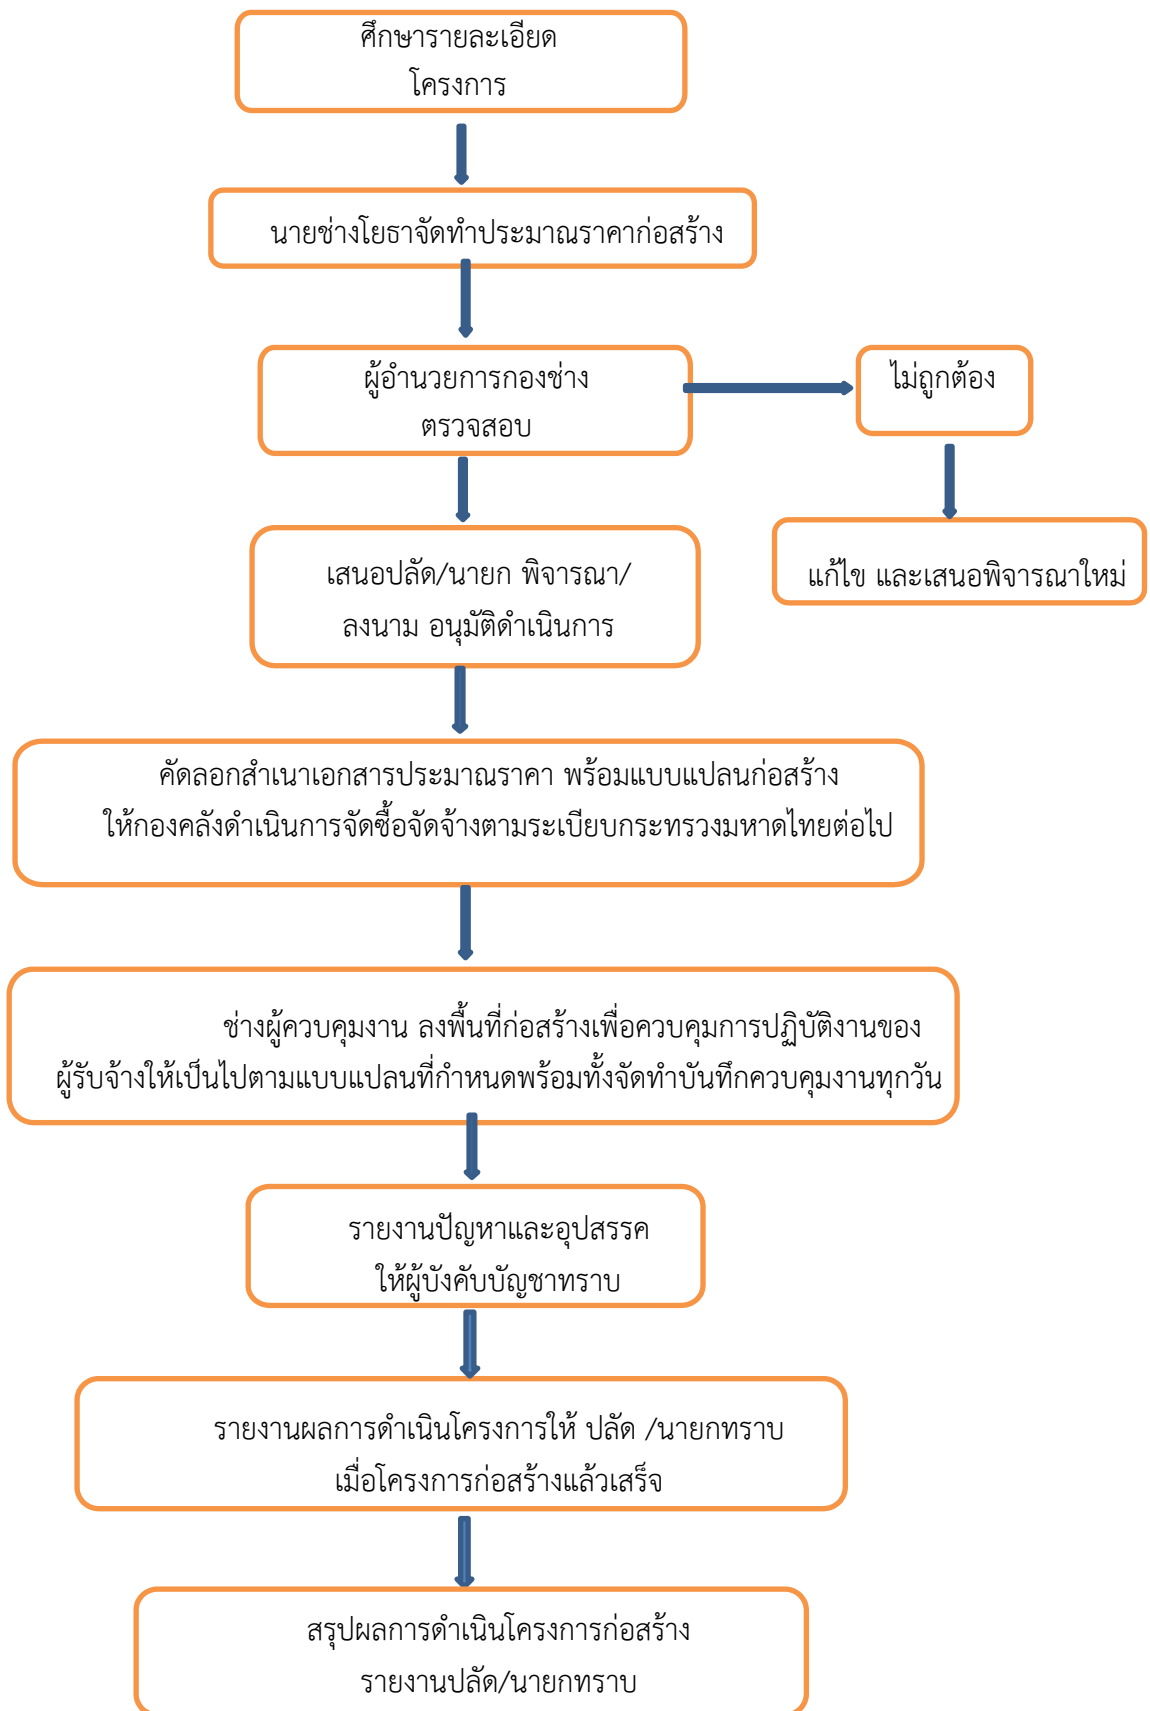 ศึกษารายละเอียด
โครงการ
นายช่างโยธาจัดทำประมาณราคาก่อสร้าง
ผู้อำนวยการกองช่าง
ตรวจสอบ
ไม่ถูกต้อง
แก้ไข และเสนอพิจารณาใหม่
เสนอปลัด/นายก พิจารณา/
ลงนาม อนุมัติดำเนินการ
คัดลอกสำเนาเอกสารประมาณราคา พร้อมแบบแปลนก่อสร้าง
ให้กองคลังดำเนินการจัดซื้อจัดจ้างตามระเบียบกระทรวงมหาดไทยต่อไป
ช่างผู้ควบคุมงาน ลงพื้นที่ก่อสร้างเพื่อควบคุมการปฏิบัติงานของ
ผู้รับจ้างให้เป็นไปตามแบบแปลนที่กำหนดพร้อมทั้งจัดทำบันทึกควบคุมงานทุกวัน
รายงานปัญหาและอุปสรรค
ให้ผู้บังคับบัญชาทราบ
รายงานผลการดำเนินโครงการให้ ปลัด /นายกทราบ
เมื่อโครงการก่อสร้างแล้วเสร็จ
สรุปผลการดำเนินโครงการก่อสร้าง
รายงานปลัด/นายกทราบ